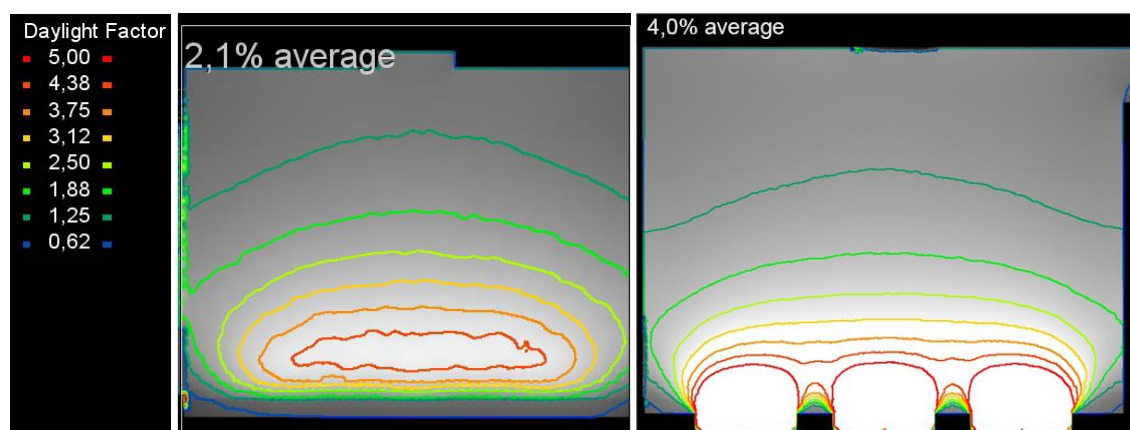 Daylight Factor
5,00
4,38
3,75
3,12
2,50
1,88
1,25
0,62
2,1% average
4,0% average